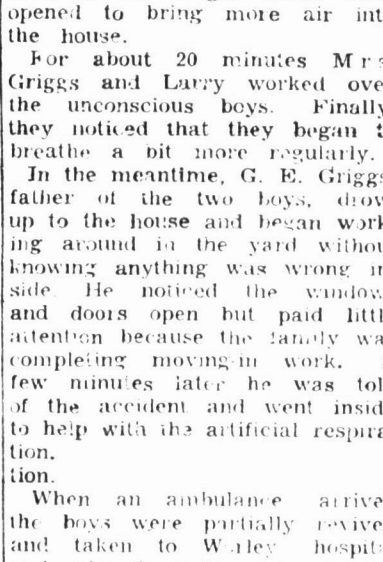 opened to bring more air int
the house.
For about 20 minutes Mrs
Griggs and Larry worked ove
the unconscious boys. Finally
they noticed that they began t
breathe a bit more regularly.
In the meantime, G. E. Griggs
father of the two boys, drov
up to the house and began work
ing around in the yard withou
knowing anything was wrong in
side. He noticed the window
and doors open but paid littl
attention because the family wa
completing moving-in work.
few minutes later he was tol
of the accident and went insid
to help with the artificial respira
tion.
tion.
When an ambulance arrive
the boys were partially revive
and taken to Worley hospita